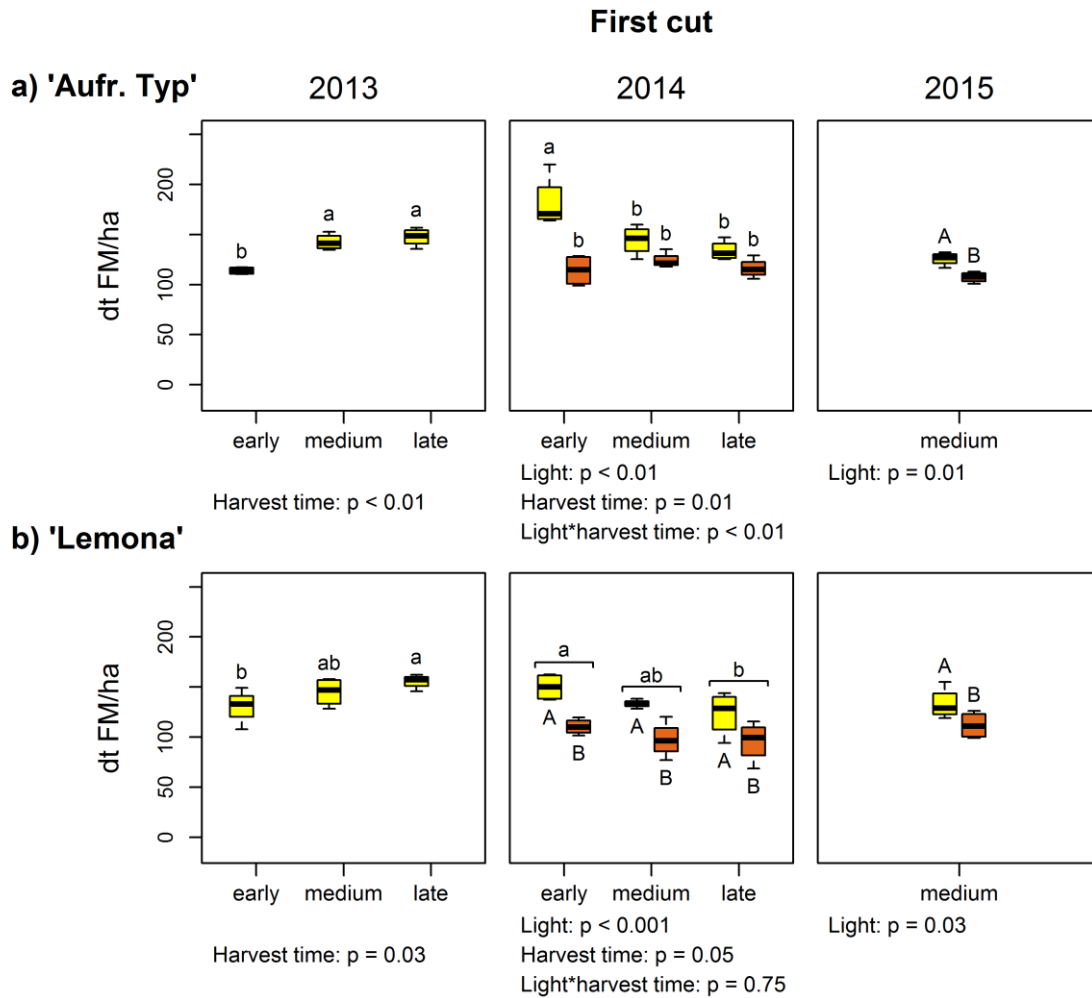 First cut
a) 'Aufr. Typ' 2013 2014 2015
dt FM/ha
200
100
50
0
b
a
a
a
b
b
b
b
b
A
B
early medium late
early medium late
medium
Harvest time: p < 0.01
Light: p < 0.01
Harvest time: p = 0.01
Light*harvest time: p < 0.01
Light: p = 0.01
b) 'Lemona'
dt FM/ha
200
100
50
0
b
ab
a
a
A
B
ab
A
B
b
A
B
A
B
early medium late
early medium late
medium
Harvest time: p = 0.03
Light: p < 0.001
Harvest time: p = 0.05
Light*harvest time: p = 0.75
Light: p = 0.03